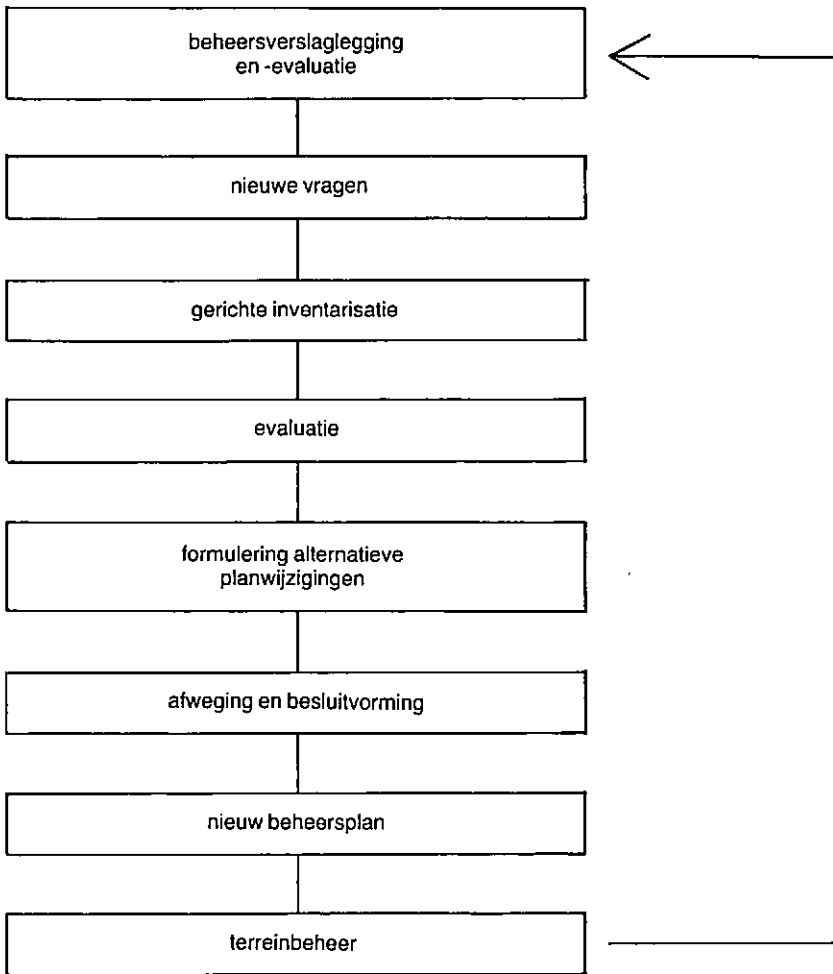 beheersverslaglegging
en -evaluatie
nieuwe vragen
gerichte inventarisatie
evaluatie
formulering alternatieve
planwijzigingen
afweging en besluitvorming
nieuw beheersplan
terreinbeheer